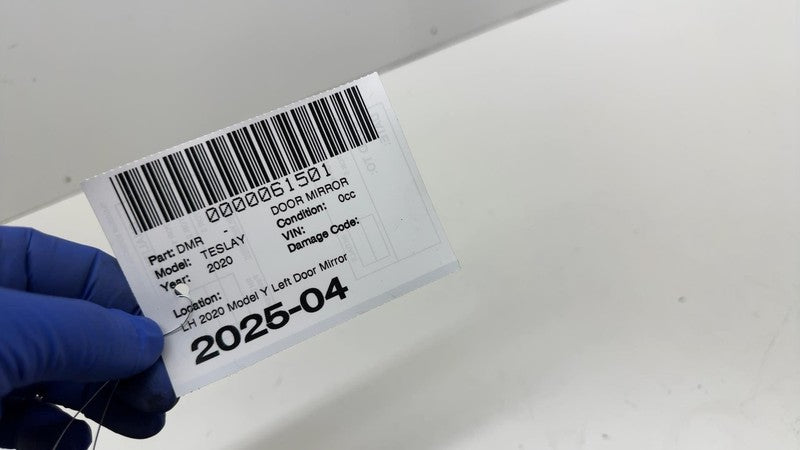 0000061501
Part: DMR - DOOR MIRROR
Model: TESLAY Condition: 0cc
Year: 2020 VIN:
Damage Code:
Location:
LH 2020 Model Y Left Door Mirror
2025-04